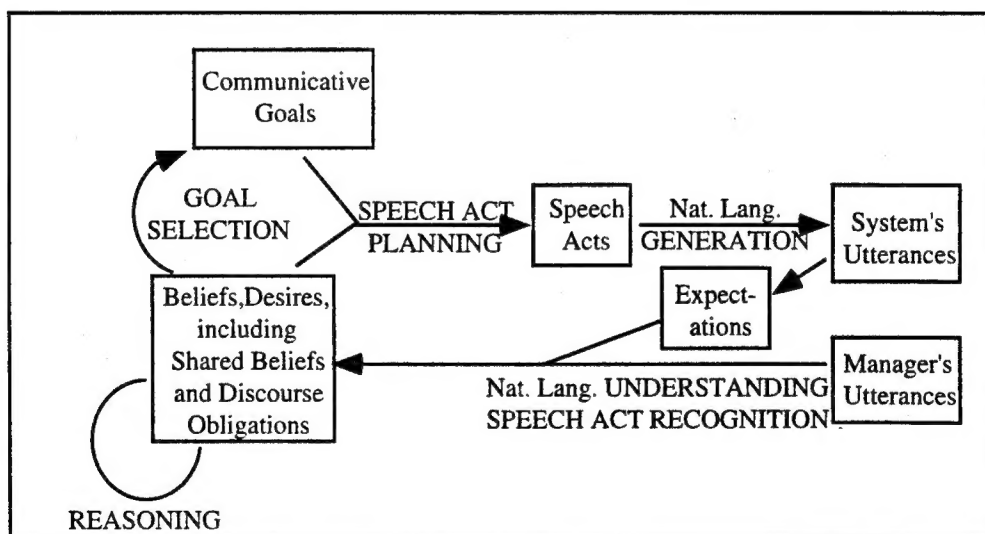 Communicative
Goals
GOAL
SELECTION
SPEECH ACT
PLANNING
Speech
Acts
Nat. Lang.
GENERATION
System's
Utterances
Beliefs,Desires,
including
Shared Beliefs
and Discourse
Obligations
Expect-
ations
Nat. Lang. UNDERSTANDING
SPEECH ACT RECOGNITION
Manager's
Utterances
REASONING